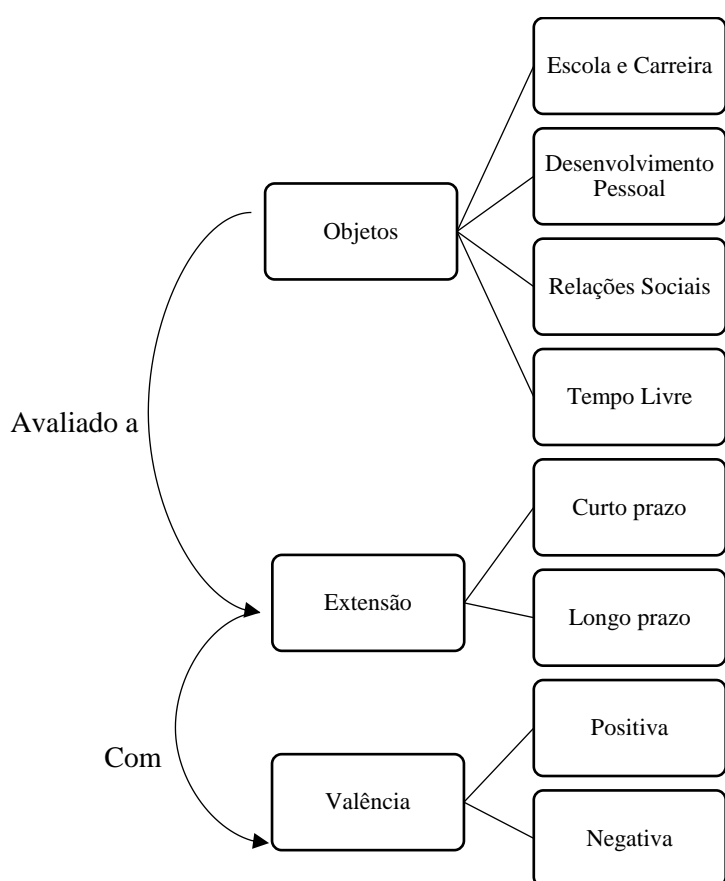 Escola e Carreira
Desenvolvimento
Pessoal
Objetos
Relações Sociais
Tempo Livre
Avaliado a
Curto prazo
Extensão
Longo prazo
Com
Positiva
Valência
Negativa